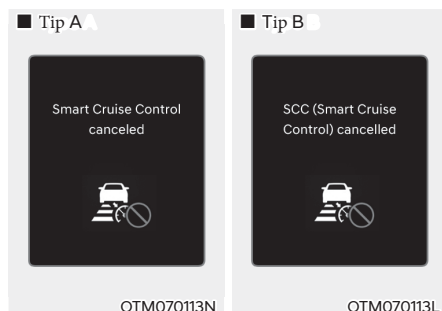 ■ Tip A
Smart Cruise Control
canceled
OTM070113N
■ Tip B
SCC (Smart Cruise
Control) cancelled
OTM070113L